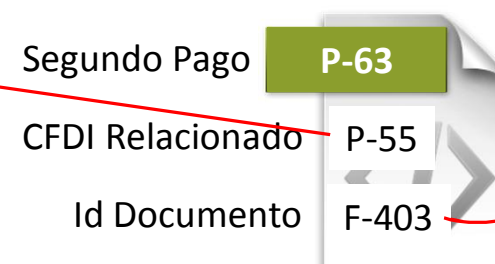 Segundo Pago P-63
CFDI Relacionado P-55
Id Documento F-403